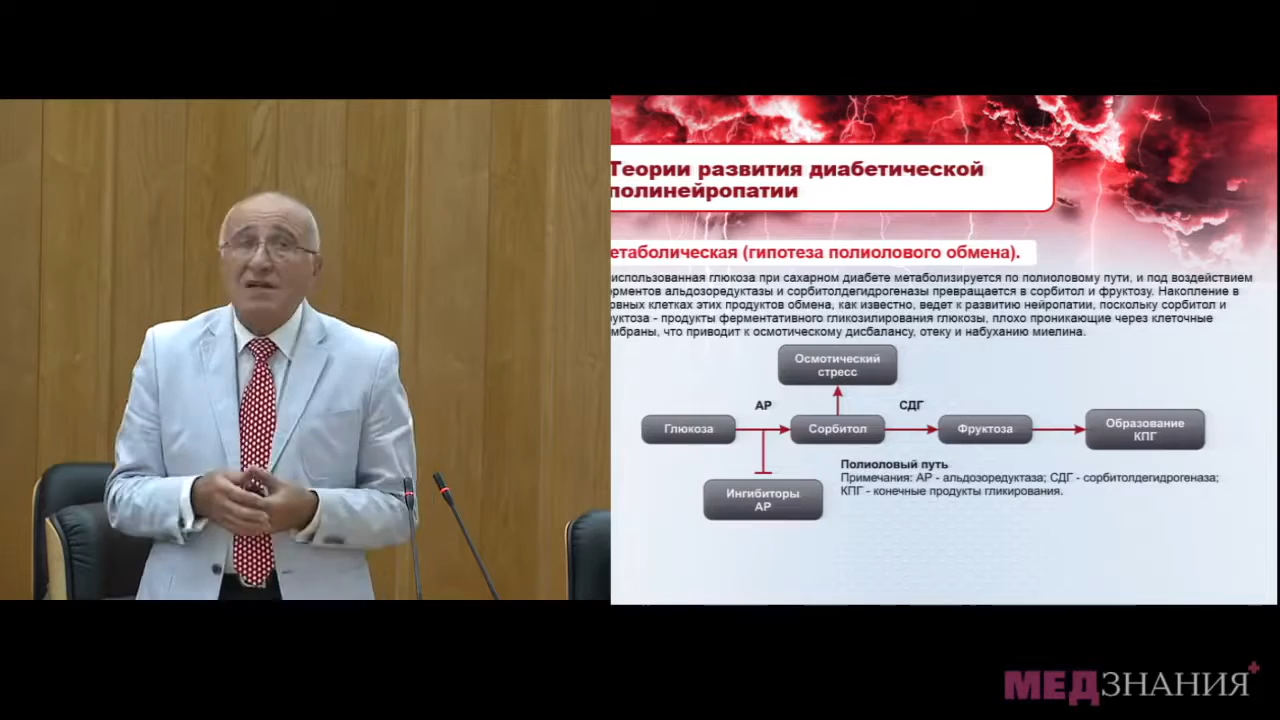 Теории развития диабетической
полинейропатии
етаболическая (гипотеза полиолового обмена).
использованная глюкоза при сахарном диабете метаболизируется по полиоловому пути, и под воздействием
рментов альдозоредуктазы и сорбитолдегидрогеназы превращается в сорбитол и фруктозу. Накопление в
рвных клетках этих продуктов обмена, как известно, ведет к развитию нейропатии, поскольку сорбитол и
уктоза - продукты ферментативного гликозилирования глюкозы, плохо проникающие через клеточные
мбраны, что приводит к осмотическому дисбалансу, отеку и набуханию миелина.
Осмотический
стресс
АР
СДГ
Глюкоза
Сорбитол
Фруктоза
Образование
КПГ
Полиоловый путь
Примечания: АР - альдозоредуктаза; СДГ - сорбитолдегидрогеназа;
КПГ - конечные продукты гликирования.
Ингибиторы
АР
МЕДЗНАНИЯ+